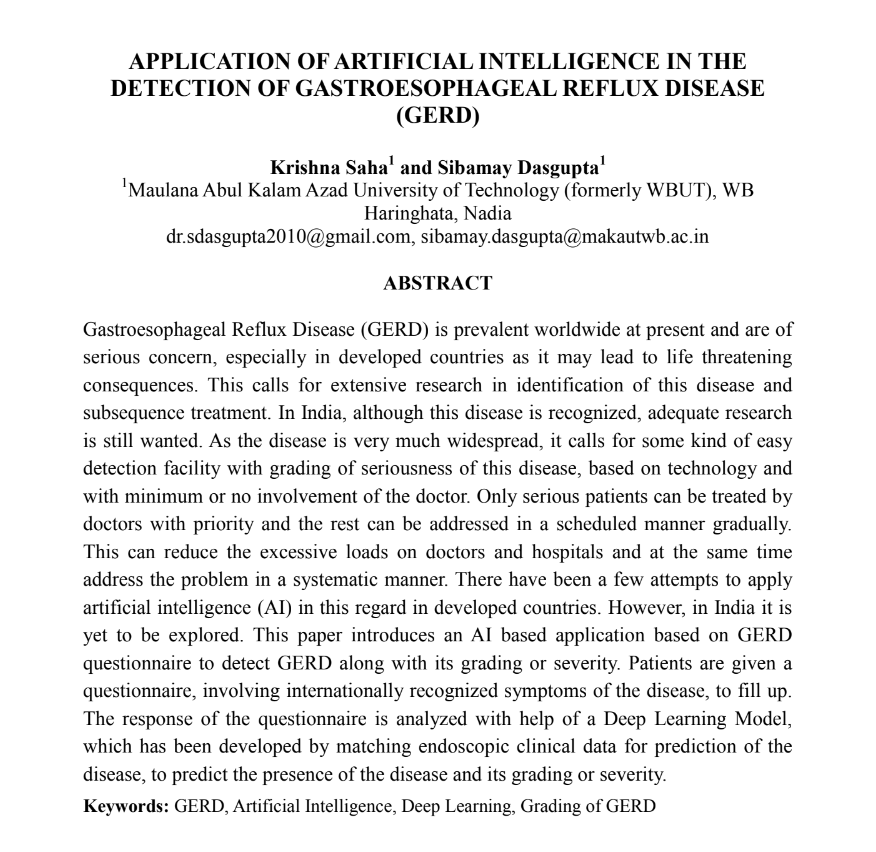 APPLICATION OF ARTIFICIAL INTELLIGENCE IN THE
DETECTION OF GASTROESOPHAGEAL REFLUX DISEASE
(GERD)
Krishna Saha¹ and Sibamay Dasgupta¹
¹Maulana Abul Kalam Azad University of Technology (formerly WBUT), WB
Haringhata, Nadia
dr.sdasgupta2010@gmail.com, sibamay.dasgupta@makautwb.ac.in
ABSTRACT
Gastroesophageal Reflux Disease (GERD) is prevalent worldwide at present and are of
serious concern, especially in developed countries as it may lead to life threatening
consequences. This calls for extensive research in identification of this disease and
subsequence treatment. In India, although this disease is recognized, adequate research
is still wanted. As the disease is very much widespread, it calls for some kind of easy
detection facility with grading of seriousness of this disease, based on technology and
with minimum or no involvement of the doctor. Only serious patients can be treated by
doctors with priority and the rest can be addressed in a scheduled manner gradually.
This can reduce the excessive loads on doctors and hospitals and at the same time
address the problem in a systematic manner. There have been a few attempts to apply
artificial intelligence (AI) in this regard in developed countries. However, in India it is
yet to be explored. This paper introduces an AI based application based on GERD
questionnaire to detect GERD along with its grading or severity. Patients are given a
questionnaire, involving internationally recognized symptoms of the disease, to fill up.
The response of the questionnaire is analyzed with help of a Deep Learning Model,
which has been developed by matching endoscopic clinical data for prediction of the
disease, to predict the presence of the disease and its grading or severity.
Keywords: GERD, Artificial Intelligence, Deep Learning, Grading of GERD